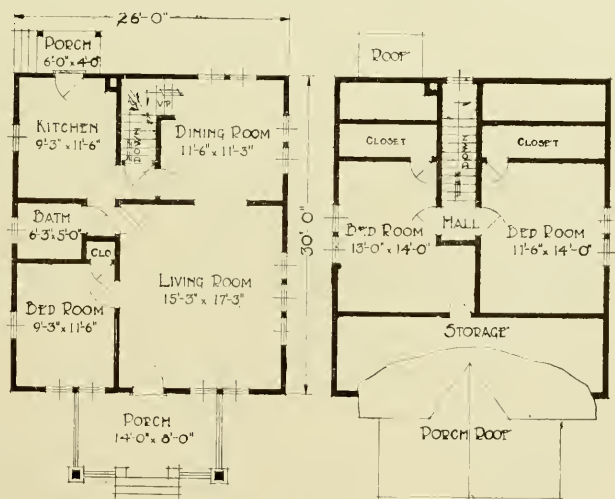 26'-0"
PORCH
6'-0" x 4'-0"
KITCHEN
9'-3" x 11'-6"
DOWN
UP
DINING ROOM
11'-6" x 11'-3"
BATH
6'-3" x 5'-0"
CLO
LIVING ROOM
15'-3" x 17'-3"
BED ROOM
9'-3" x 11'-6"
PORCH
14'-0" x 8'-0"
30'-0"
ROOF
CLOSET
DOWN
CLOSET
HALL
BED ROOM
13'-0" x 14'-0"
BED ROOM
11'-6" x 14'-0"
STORAGE
PORCH ROOF